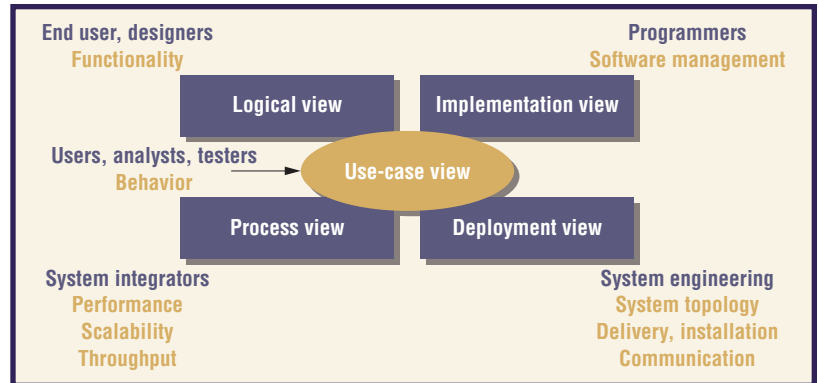 End user, designers
Functionality
Programmers
Software management
Logical view
Implementation view
Users, analysts, testers
Behavior
Use-case view
Process view
Deployment view
System integrators
Performance
Scalability
Throughput
System engineering
System topology
Delivery, installation
Communication